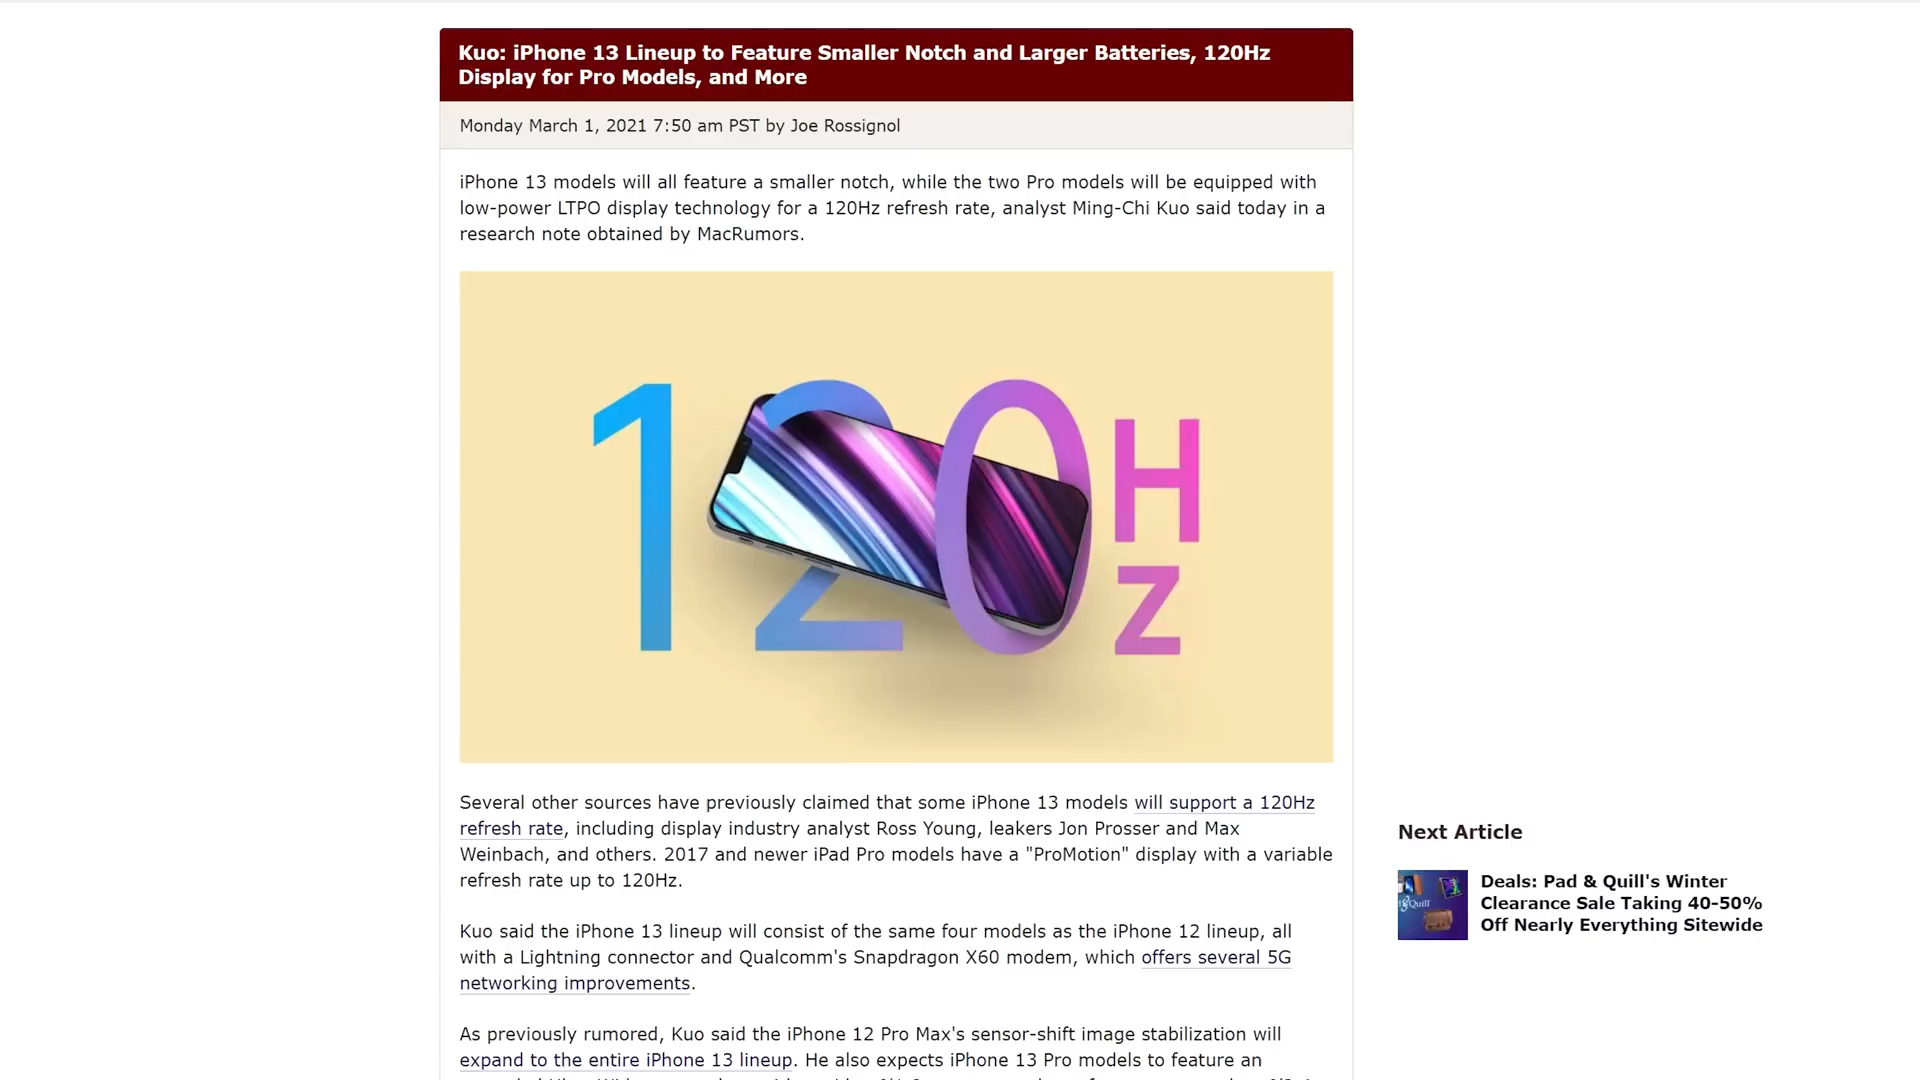 Kuo: iPhone 13 Lineup to Feature Smaller Notch and Larger Batteries, 120Hz
Display for Pro Models, and More
Monday March 1, 2021 7:50 am PST by Joe Rossignol
iPhone 13 models will all feature a smaller notch, while the two Pro models will be equipped with
low-power LTPO display technology for a 120Hz refresh rate, analyst Ming-Chi Kuo said today in a
research note obtained by MacRumors.
120Hz
Several other sources have previously claimed that some iPhone 13 models will support a 120Hz
refresh rate, including display industry analyst Ross Young, leakers Jon Prosser and Max
Weinbach, and others. 2017 and newer iPad Pro models have a "ProMotion" display with a variable
refresh rate up to 120Hz.
Kuo said the iPhone 13 lineup will consist of the same four models as the iPhone 12 lineup, all
with a Lightning connector and Qualcomm's Snapdragon X60 modem, which offers several 5G
networking improvements.
As previously rumored, Kuo said the iPhone 12 Pro Max's sensor-shift image stabilization will
expand to the entire iPhone 13 lineup. He also expects iPhone 13 Pro models to feature an
Next Article
Deals: Pad & Quill's Winter
Clearance Sale Taking 40-50%
Off Nearly Everything Sitewide